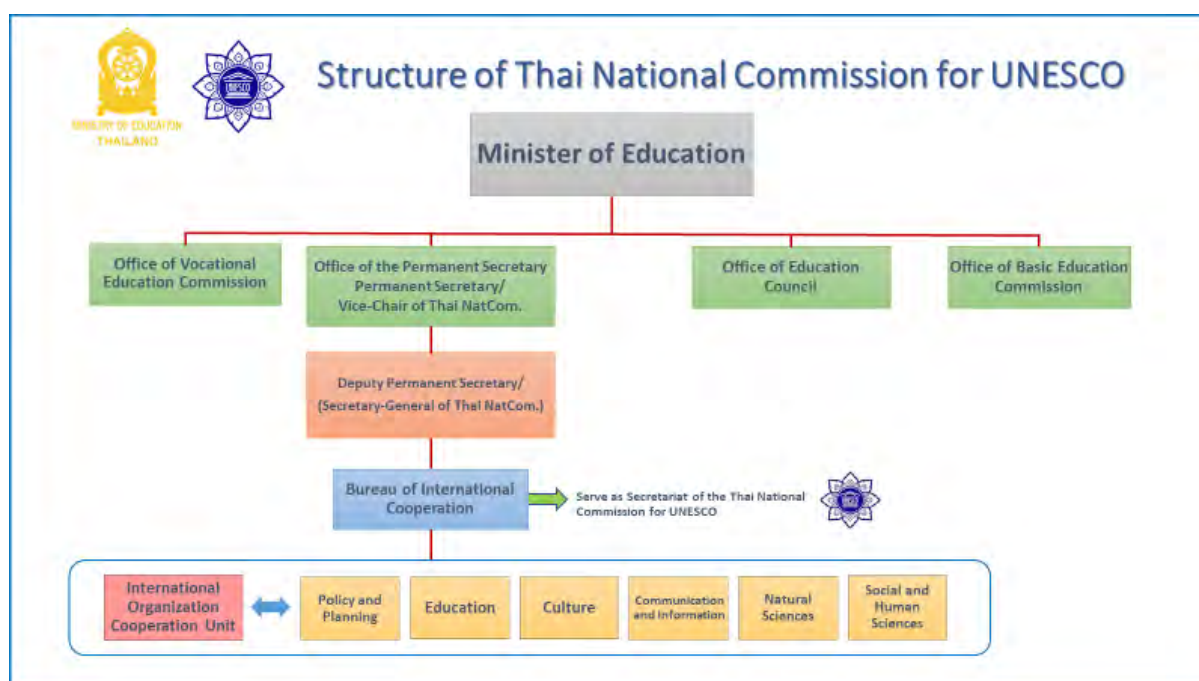 Structure of Thai National Commission for UNESCO
MINISTRY OF EDUCATION
THAILAND
UNESCO
Minister of Education
Office of Vocational
Education Commission
Office of the Permanent Secretary
Permanent Secretary/
Vice-Chair of Thai NatCom.
Office of Education
Council
Office of Basic Education
Commission
Deputy Permanent Secretary/
(Secretary-General of Thai NatCom.)
Bureau of International
Cooperation
Serve as Secretariat of the Thai National
Commission for UNESCO
International
Organization
Cooperation Unit
Policy and
Planning
Education
Culture
Communication
and Information
Natural
Sciences
Social and
Human
Sciences